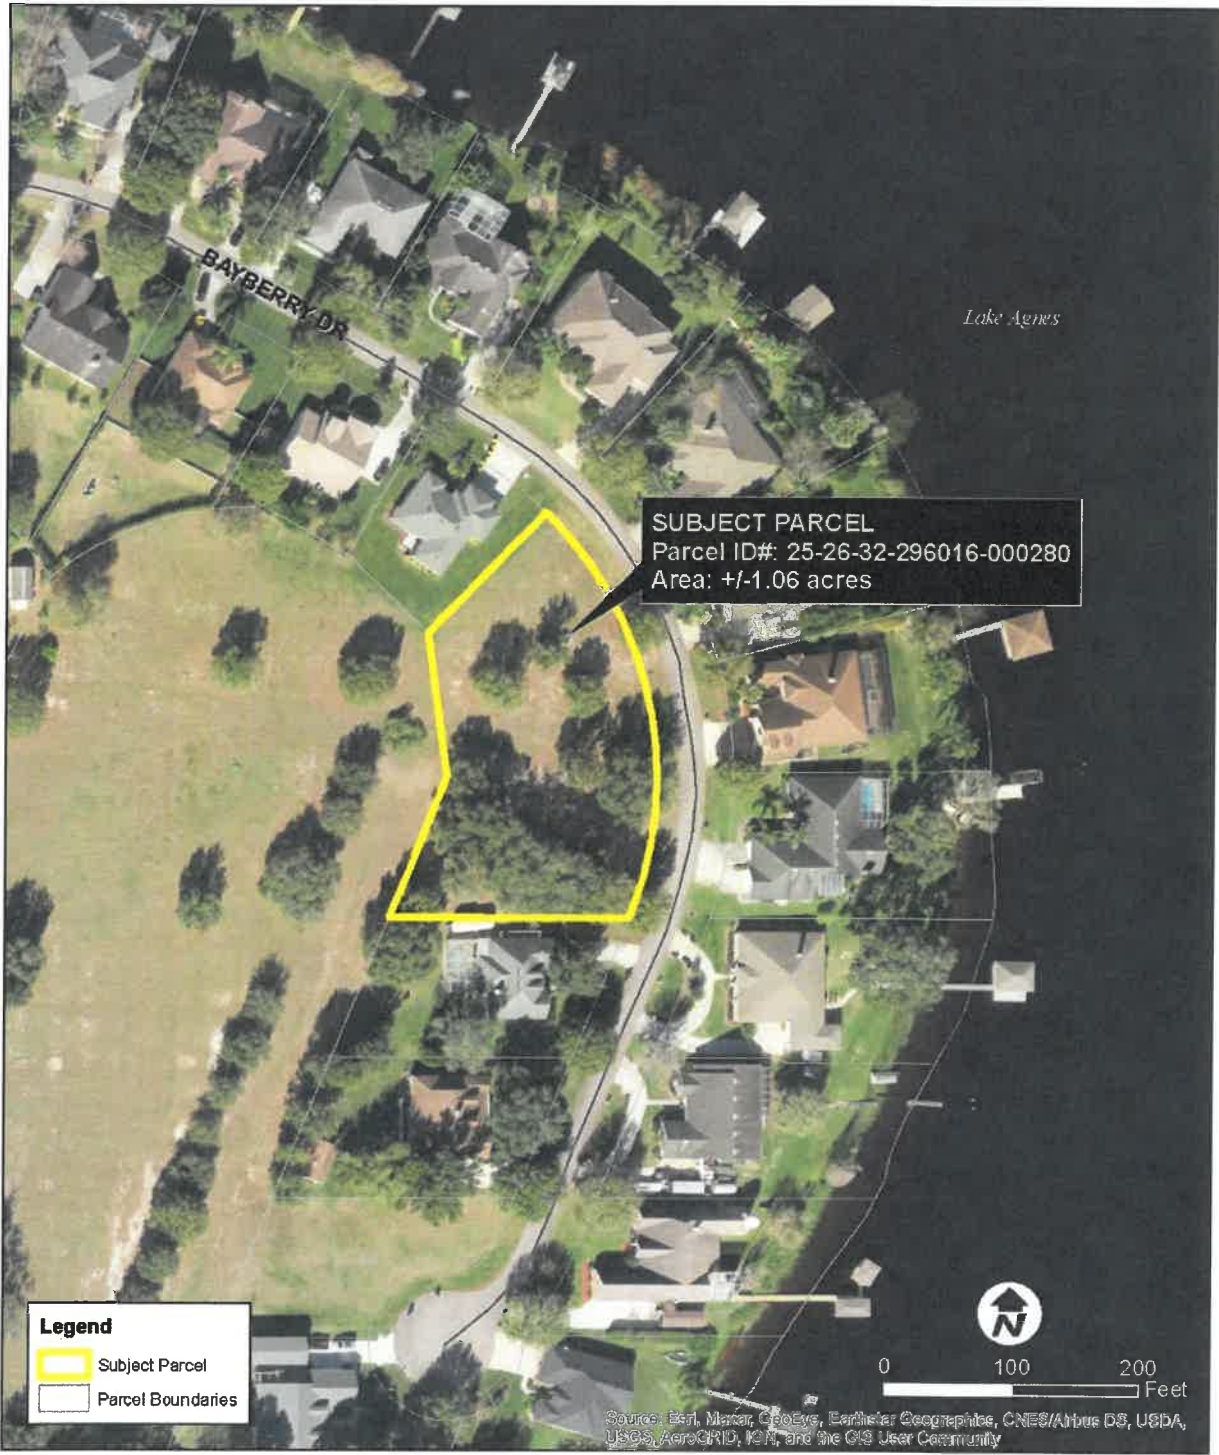 BAYBERRY DR
Lake Agnes
SUBJECT PARCEL
Parcel ID#: 25-26-32-296016-000280
Area: +/-1.06 acres
Legend
Subject Parcel
Parcel Boundaries
N
0 100 200
Feet
Source: Esri, Maxar, GeoEye, Earthstar Geographics, CNES/Airbus DS, USDA,
USGS, AeroGRID, IGN, and the GIS User Community